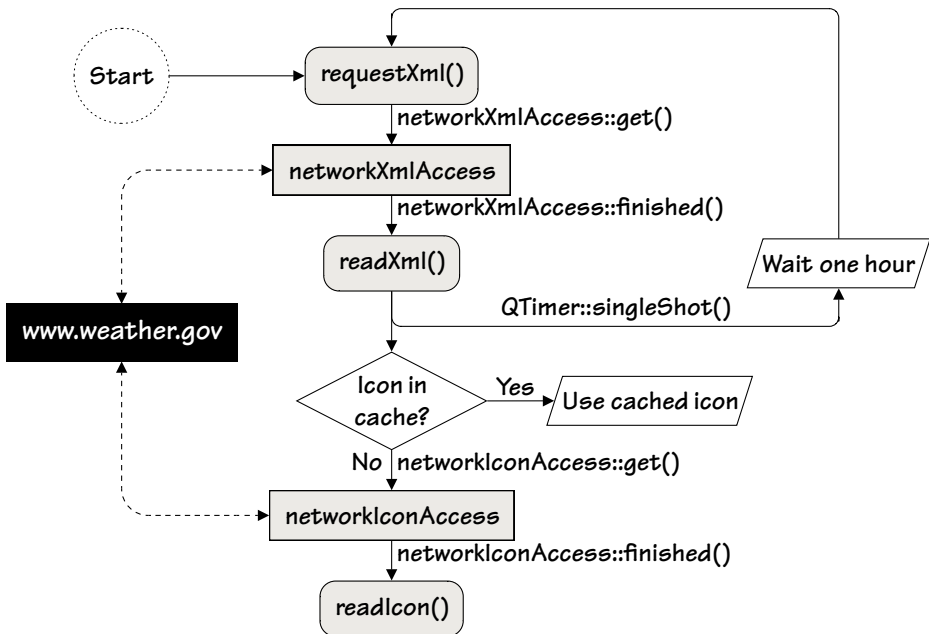 Start
requestXml()
networkXmlAccess::get()
networkXmlAccess
networkXmlAccess::finished()
readXml()
Wait one hour
QTimer::singleShot()
www.weather.gov
Icon in
cache?
Yes
Use cached icon
No
networkIconAccess::get()
networkIconAccess
networkIconAccess::finished()
readIcon()